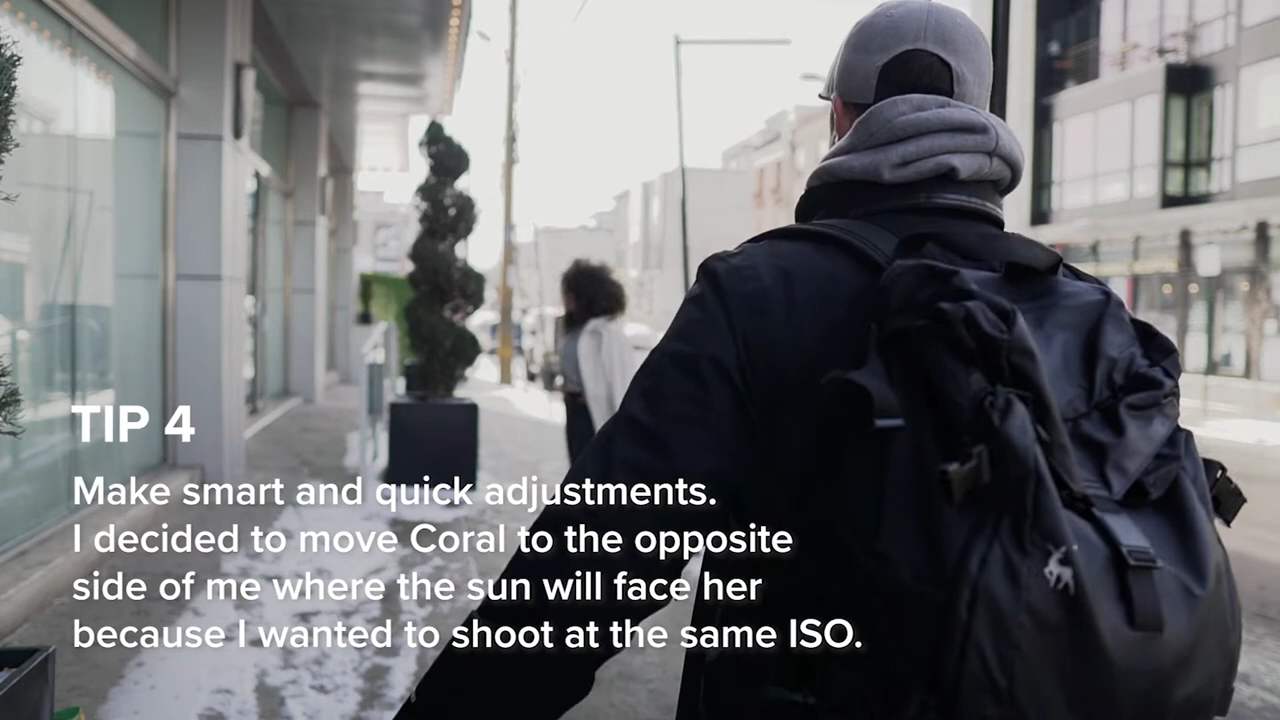 TIP 4
Make smart and quick adjustments.
I decided to move Coral to the opposite
side of me where the sun will face her
because I wanted to shoot at the same ISO.